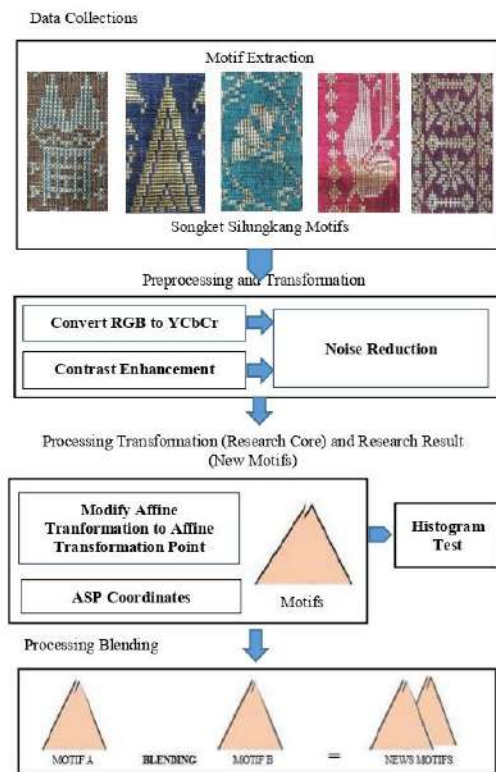 Data Collections
Motif Extraction
Songket Silungkang Motifs
Preprocessing and Transformation
Convert RGB to YCbCr
Contrast Enhancement
Noise Reduction
Processing Transformation (Research Core) and Research Result
(New Motifs)
Modify Affine
Tranformation to Affine
Transformation Point
ASP Coordinates
Motifs
Histogram
Test
Processing Blending
MOTIF A BLENDING MOTIF B = NEWS MOTIFS